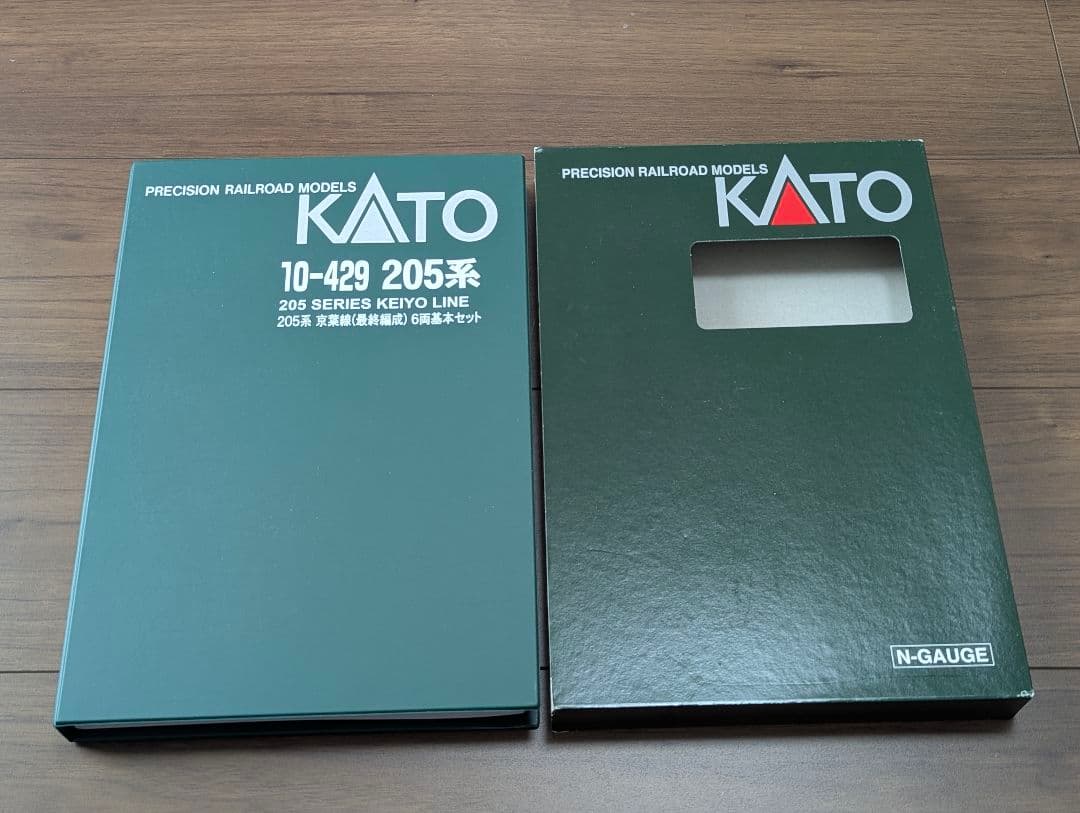 PRECISION RAILROAD MODELS
KATO
10-429 205系
205 SERIES KEIYO LINE
205系 京葉線(最終編成) 6両基本セット
PRECISION RAILROAD MODELS
KATO
N-GAUGE